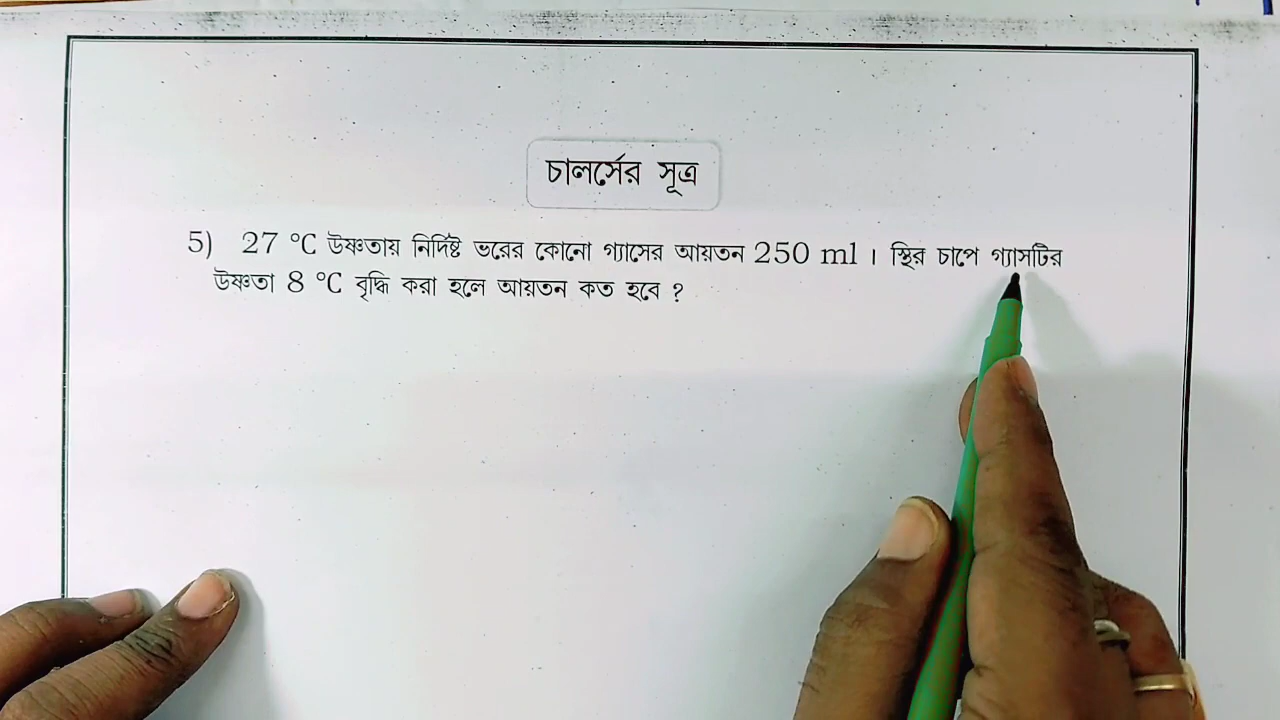 চালর্সের সূত্র
5) 27 °C উষ্ণতায় নির্দিষ্ট ভরের কোনো গ্যাসের আয়তন 250 ml । স্থির চাপে গ্যাসটির
উষ্ণতা 8 °C বৃদ্ধি করা হলে আয়তন কত হবে ?